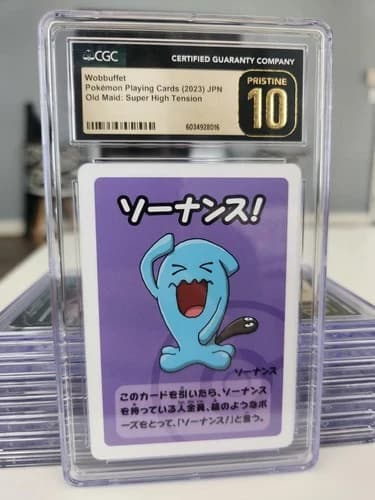 CGC
CERTIFIED GUARANTY COMPANY
Wobbuffet
Pokémon Playing Cards (2023) JPN
Old Maid: Super High Tension
6034928016
PRISTINE
10
ソーナンス!
ソーナンス
このカードを引いたら、ソーナンス
を持っている人全員、絵のようなポ
ーズをとって、「ソーナンス!」と言う。